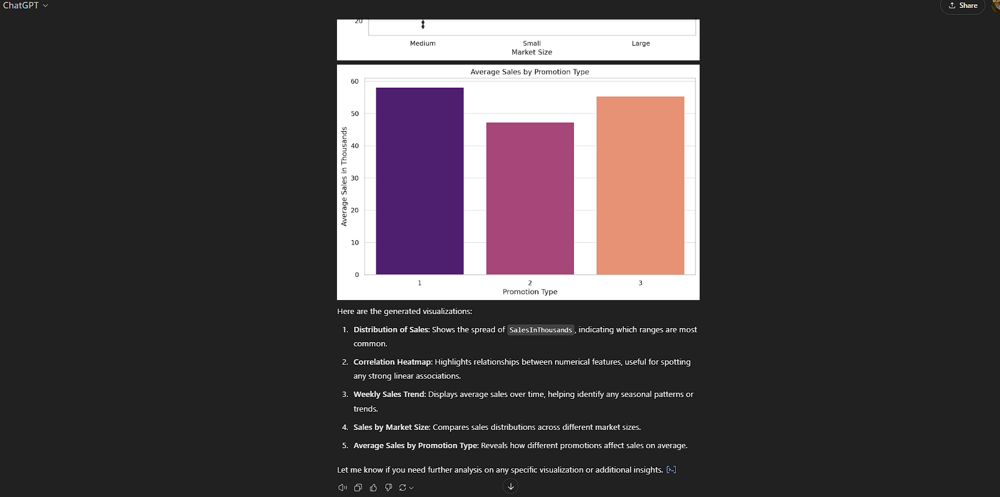 ChatGPT
Share
20
Medium Small Large
Market Size
Average Sales by Promotion Type
60
50
40
30
20
10
0
Average Sales in Thousands
1 2 3
Promotion Type
Here are the generated visualizations:
1. Distribution of Sales: Shows the spread of SalesInThousands, indicating which ranges are most
common.
2. Correlation Heatmap: Highlights relationships between numerical features, useful for spotting
any strong linear associations.
3. Weekly Sales Trend: Displays average sales over time, helping identify any seasonal patterns or
trends.
4. Sales by Market Size: Compares sales distributions across different market sizes.
5. Average Sales by Promotion Type: Reveals how different promotions affect sales on average.
Let me know if you need further analysis on any specific visualization or additional insights. [>-]